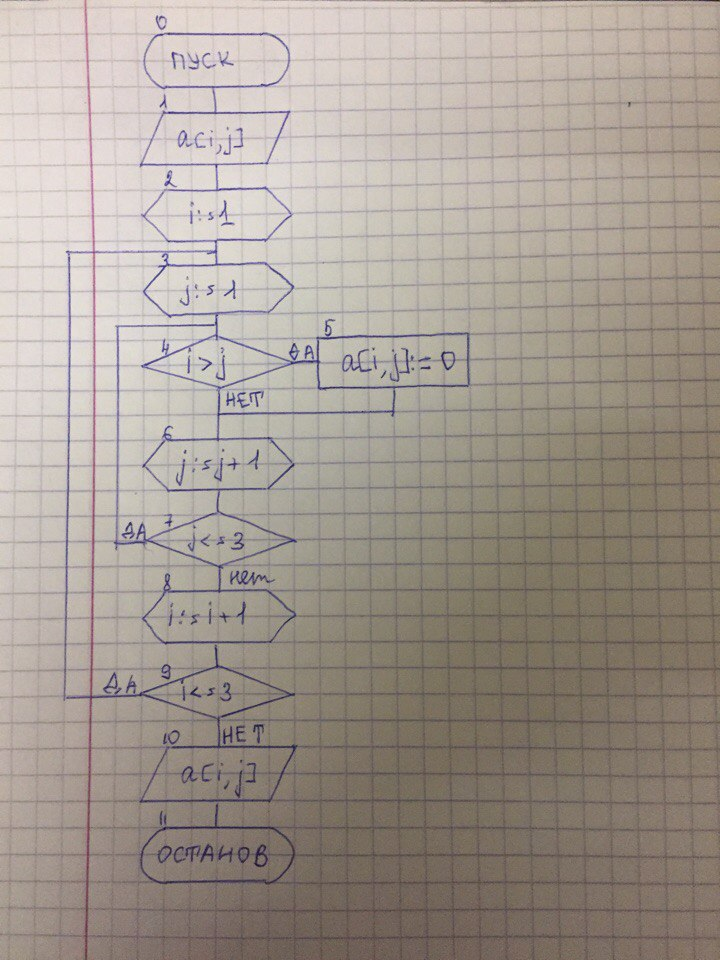 0
ПУСК
1
a[i,j]
2
i:=1
3
j:=1
4
i>j
ДА
5
a[i,j]:=0
НЕТ
6
j:=j+1
7
ДА
j<=3
нет
8
i:=i+1
9
ДА
i<=3
НЕТ
10
a[i,j]
11
ОСТАНОВ